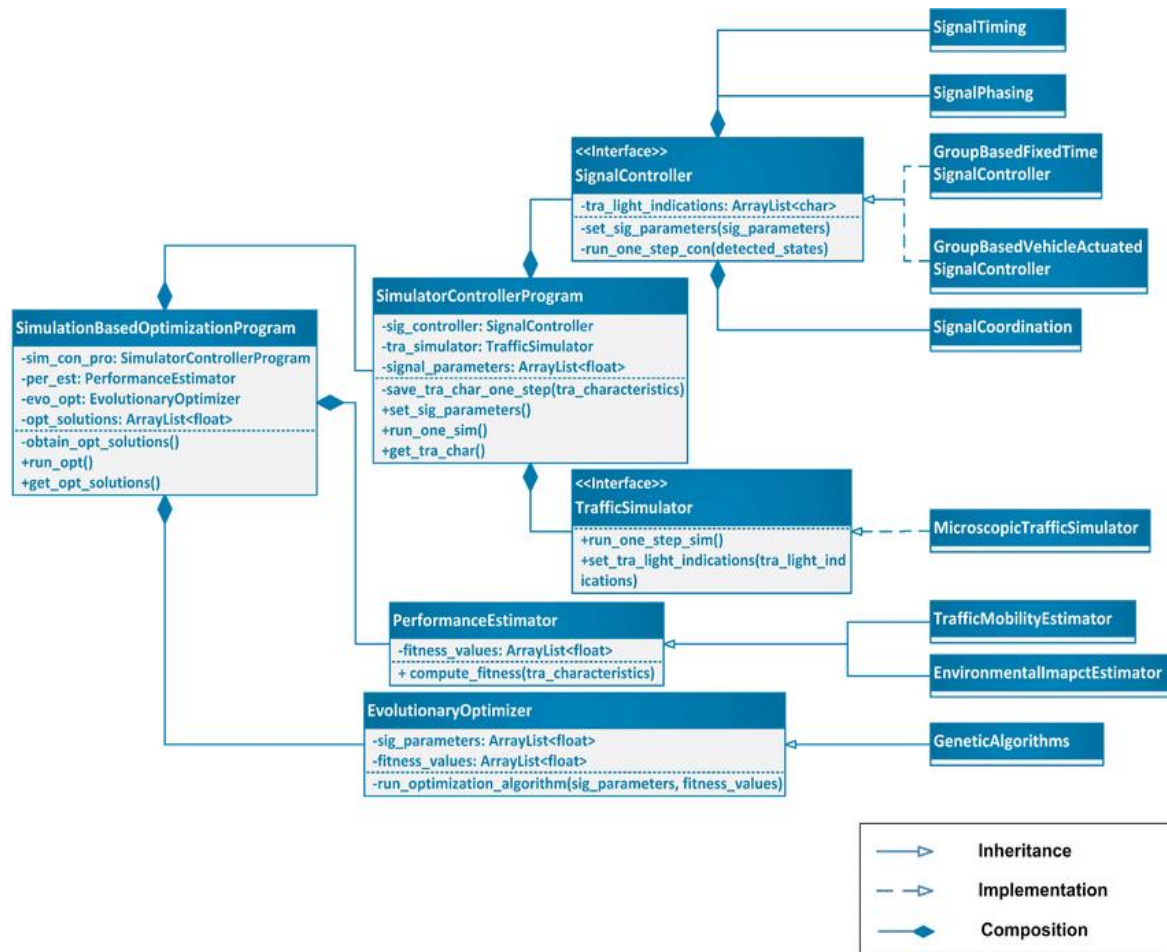 SignalTiming
SignalPhasing
<<Interface>>
SignalController
-tra_light_indications: ArrayList<char>
-set_sig_parameters(sig_parameters)
-run_one_step_con(detected_states)
GroupBasedFixedTime
SignalController
GroupBasedVehicleActuated
SignalController
SignalCoordination
SimulatorControllerProgram
-sig_controller: SignalController
-tra_simulator: TrafficSimulator
-signal_parameters: ArrayList<float>
-save_tra_char_one_step(tra_characteristics)
+set_sig_parameters()
+run_one_sim()
+get_tra_char()
SimulationBasedOptimizationProgram
-sim_con_pro: SimulatorControllerProgram
-per_est: PerformanceEstimator
-evo_opt: EvolutionaryOptimizer
-opt_solutions: ArrayList<float>
-obtain_opt_solutions()
+run_opt()
+get_opt_solutions()
<<Interface>>
TrafficSimulator
+run_one_step_sim()
+set_tra_light_indications(tra_light_ind
ications)
MicroscopicTrafficSimulator
PerformanceEstimator
-fitness_values: ArrayList<float>
+ compute_fitness(tra_characteristics)
TrafficMobilityEstimator
EnvironmentalImapctEstimator
EvolutionaryOptimizer
-sig_parameters: ArrayList<float>
-fitness_values: ArrayList<float>
-run_optimization_algorithm(sig_parameters, fitness_values)
GeneticAlgorithms
Inheritance
Implementation
Composition